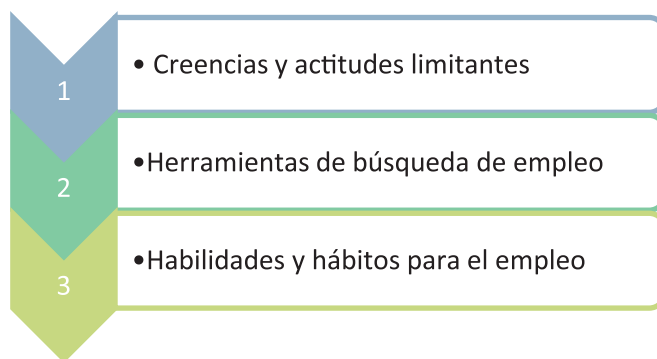 1
• Creencias y actitudes limitantes
2
•Herramientas de búsqueda de empleo
3
•Habilidades y hábitos para el empleo